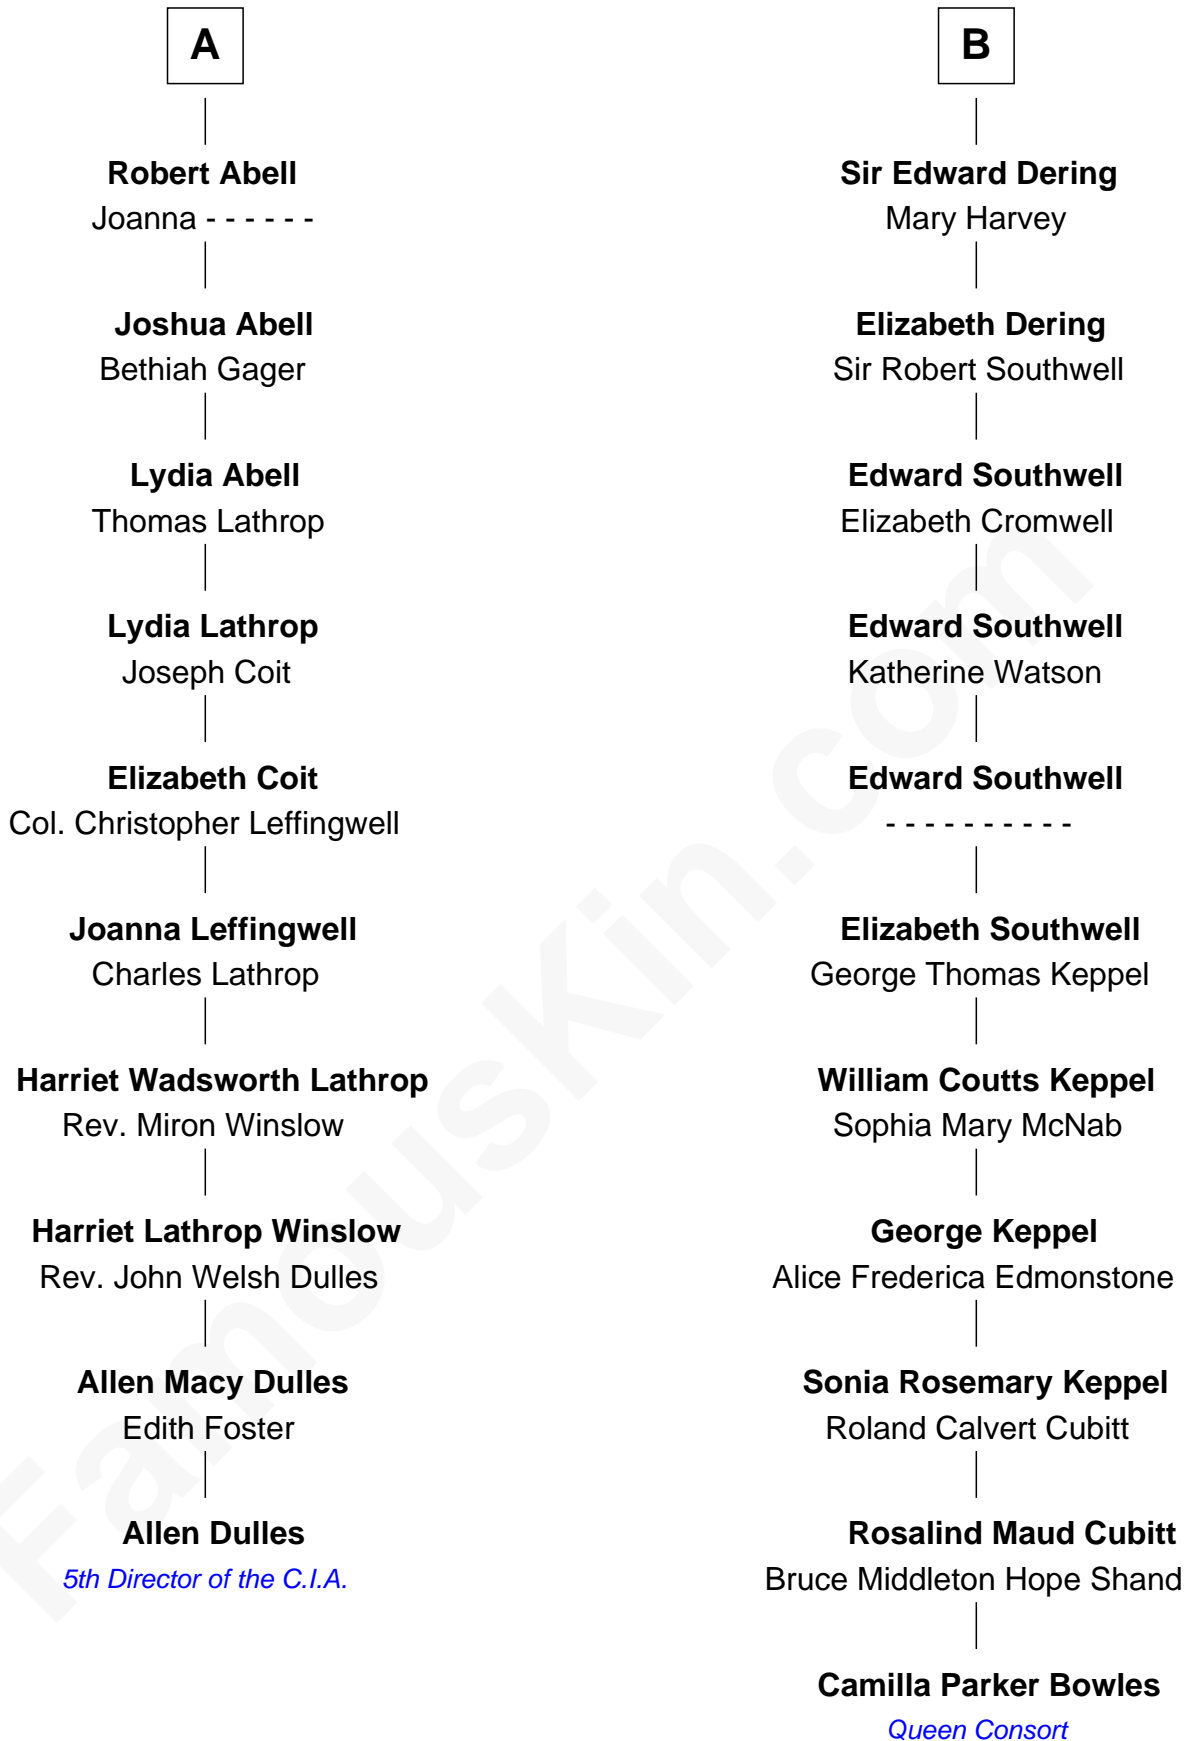 A
Robert Abell
Joanna - - - - - -
Joshua Abell
Bethiah Gager
Lydia Abell
Thomas Lathrop
Lydia Lathrop
Joseph Coit
Elizabeth Coit
Col. Christopher Leffingwell
Joanna Leffingwell
Charles Lathrop
Harriet Wadsworth Lathrop
Rev. Miron Winslow
Harriet Lathrop Winslow
Rev. John Welsh Dulles
Allen Macy Dulles
Edith Foster
Allen Dulles
5th Director of the C.I.A.
B
Sir Edward Dering
Mary Harvey
Elizabeth Dering
Sir Robert Southwell
Edward Southwell
Elizabeth Cromwell
Edward Southwell
Katherine Watson
Edward Southwell
- - - - - - - - - -
Elizabeth Southwell
George Thomas Keppel
William Coutts Keppel
Sophia Mary McNab
George Keppel
Alice Frederica Edmonstone
Sonia Rosemary Keppel
Roland Calvert Cubitt
Rosalind Maud Cubitt
Bruce Middleton Hope Shand
Camilla Parker Bowles
Queen Consort
FamousKin.com